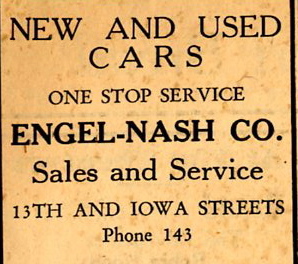 NEW AND USED
CARS
ONE STOP SERVICE
ENGEL-NASH CO.
Sales and Service
13TH AND IOWA STREETS
Phone 143